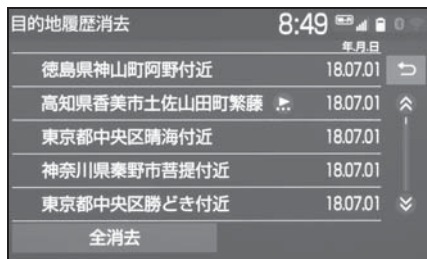 目的地履歴消去 8:49
年.月.日
徳島県神山町阿野付近 18.07.01
高知県香美市土佐山田町繁藤 18.07.01
東京都中央区晴海付近 18.07.01
神奈川県秦野市菩提付近 18.07.01
東京都中央区勝どき付近 18.07.01
全消去